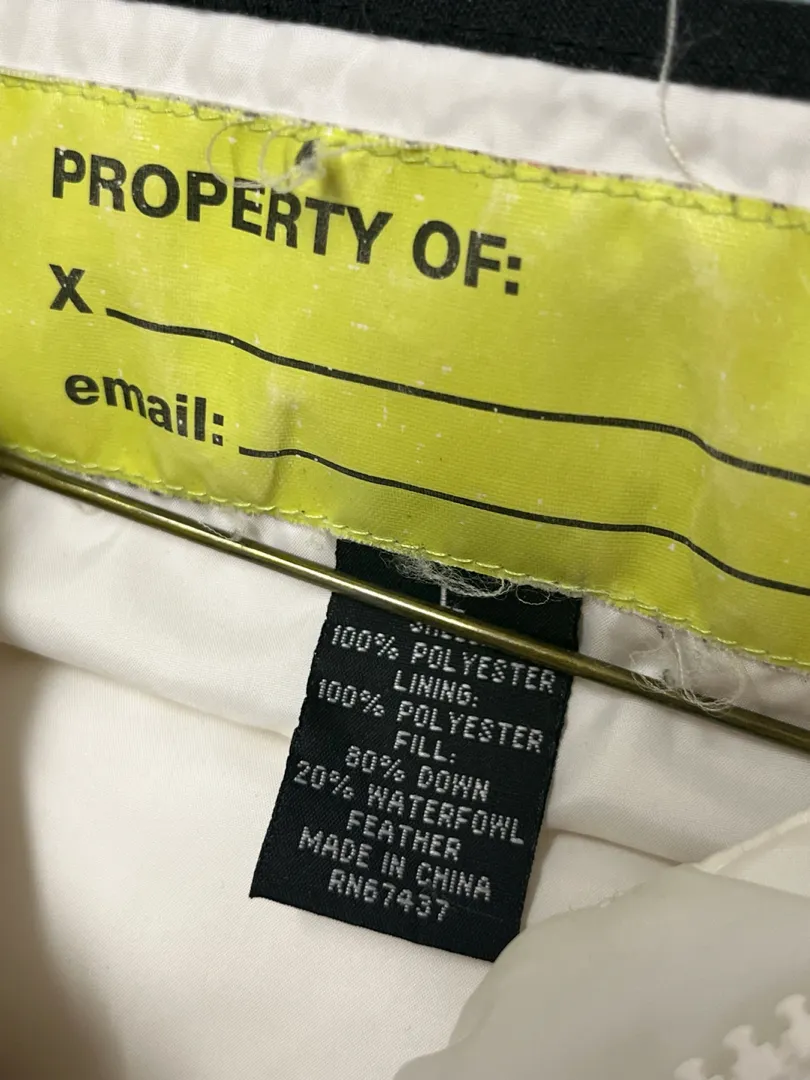 PROPERTY OF:
X
email:
L
100% POLYESTER
LINING:
100% POLYESTER
FILL:
80% DOWN
20% WATERFOWL
FEATHER
MADE IN CHINA
RN67437